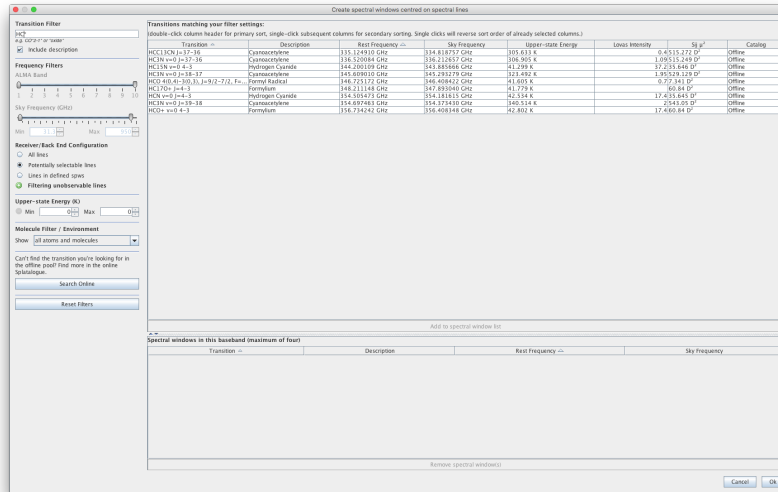 Create spectral windows centred on spectral lines
Transition Filter
HC*
e.g. CO*3-1* or *oxide*
Include description
Frequency Filters
ALMA Band
1 2 3 4 5 6 7 8 9 10
Sky Frequency (GHz)
Min 31.3 Max 950
Receiver/Back End Configuration
All lines
Potentially selectable lines
Lines in defined spws
Filtering unobservable lines
Upper-state Energy (K)
Min 0 Max 0
Molecule Filter / Environment
Show all atoms and molecules
Can't find the transition you're looking for in
the offline pool? Find more in the online
Splatalogue.
Search Online
Reset Filters
Transitions matching your filter settings:
(double-click column header for primary sort, single-click subsequent columns for secondary sorting. Single clicks will reverse sort order of already selected columns.)
Transition Description Rest Frequency Sky Frequency Upper-state Energy Lovas Intensity Sij μ² Catalog
HCC13CN J=37-36 Cyanoacetylene 335.124910 GHz 334.818757 GHz 305.633 K 0.4 515.272 D² Offline
HC3N v=0 J=37-36 Cyanoacetylene 336.520084 GHz 336.212657 GHz 306.905 K 1.09 515.249 D² Offline
HC15N v=0 4-3 Hydrogen Cyanide 344.200109 GHz 343.885666 GHz 41.299 K 37.2 35.646 D² Offline
HC3N v=0 J=38-37 Cyanoacetylene 345.609010 GHz 345.293279 GHz 323.492 K 1.95 529.129 D² Offline
HCO 4(0,4)-3(0,3), J=9/2-7/2, F=... Formyl Radical 346.725172 GHz 346.408422 GHz 41.605 K 0.7 7.341 D² Offline
HC17O+ J=4-3 Formylium 348.211148 GHz 347.893040 GHz 41.779 K 60.84 D² Offline
HCN v=0 J=4-3 Hydrogen Cyanide 354.505473 GHz 354.181615 GHz 42.534 K 17.4 35.645 D² Offline
HC3N v=0 J=39-38 Cyanoacetylene 354.697463 GHz 354.373430 GHz 340.514 K 2 543.05 D² Offline
HCO+ v=0 4-3 Formylium 356.734242 GHz 356.408348 GHz 42.802 K 17.4 60.84 D² Offline
Add to spectral window list
Spectral windows in this baseband (maximum of four)
Transition Description Rest Frequency Sky Frequency
Remove spectral window(s)
Cancel Ok